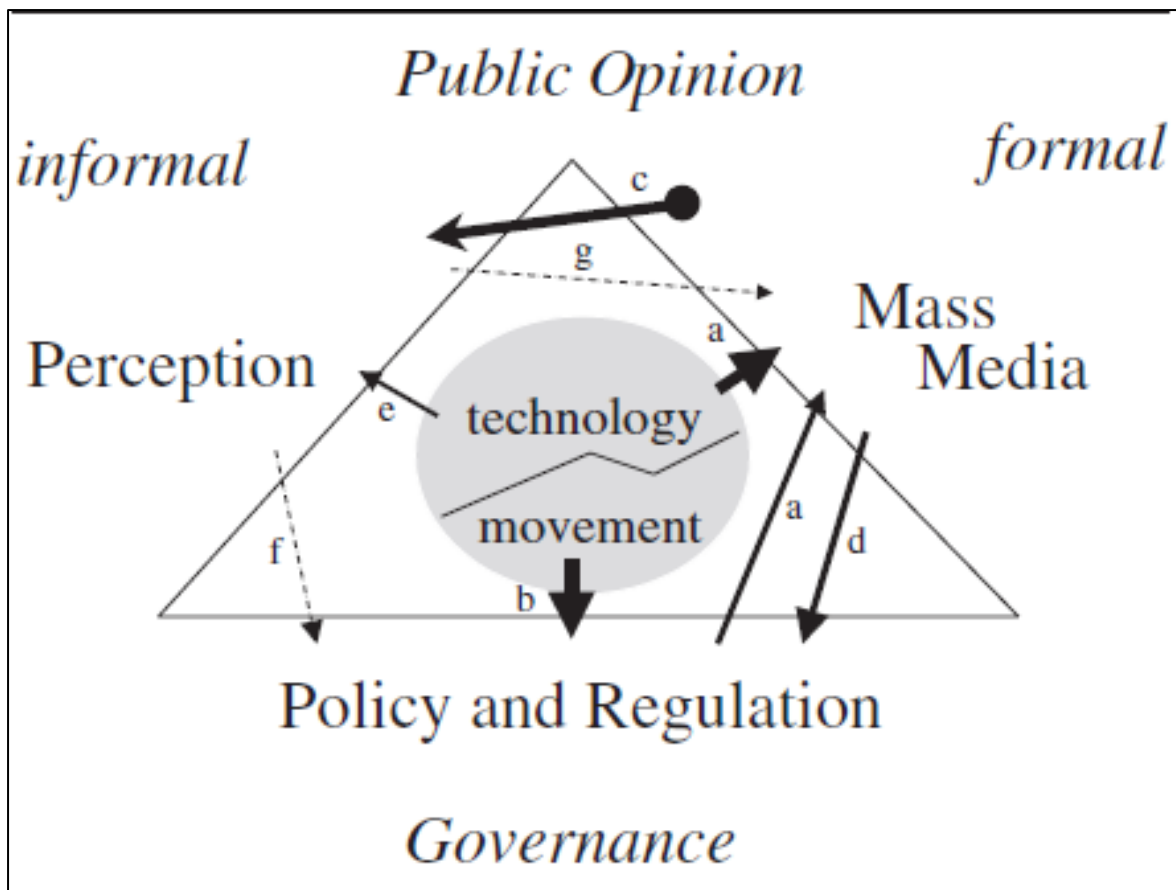 Public Opinion
informal
formal
c
g
Mass
Media
a
Perception
e
technology
movement
a
d
f
b
Policy and Regulation
Governance